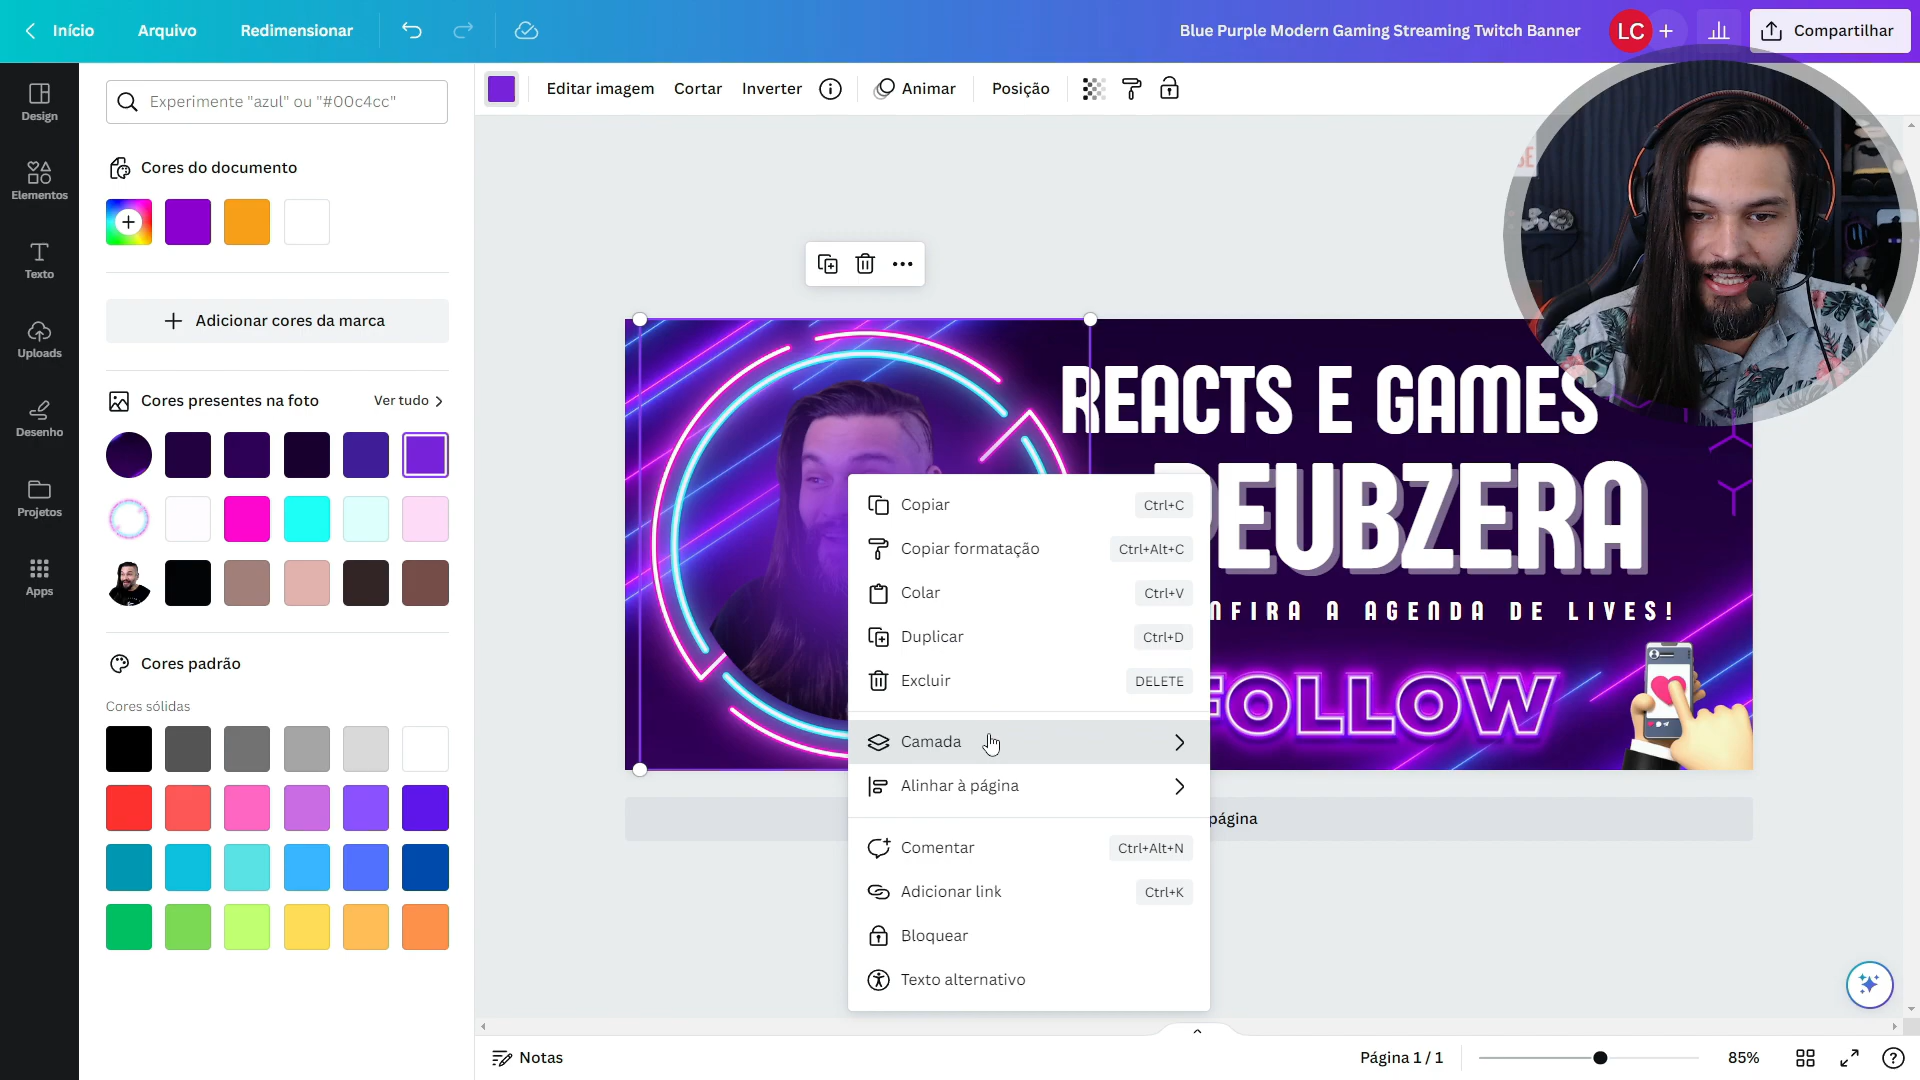 Início
Arquivo
Redimensionar
Blue Purple Modern Gaming Streaming Twitch Banner
LC
Compartilhar
Design
Elementos
Texto
Uploads
Desenho
Projetos
Apps
Experimente "azul" ou "#00c4cc"
Cores do documento
Adicionar cores da marca
Cores presentes na foto
Ver tudo
Cores padrão
Cores sólidas
Editar imagem
Cortar
Inverter
Animar
Posição
REACTS E GAMES
PEUBZERA
NFIRA A AGENDA DE LIVES!
FOLLOW
Copiar Ctrl+C
Copiar formatação Ctrl+Alt+C
Colar Ctrl+V
Duplicar Ctrl+D
Excluir DELETE
Camada
Alinhar à página
Comentar Ctrl+Alt+N
Adicionar link Ctrl+K
Bloquear
Texto alternativo
página
Notas
Página 1 / 1
85%